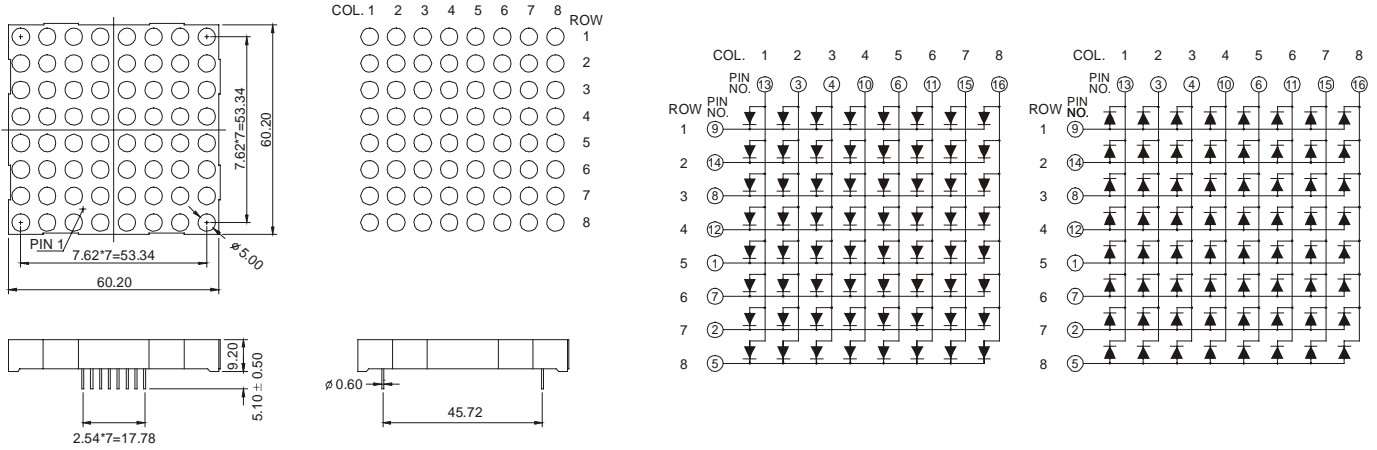 COL. 1 2 3 4 5 6 7 8
ROW
1
2
3
4
5
6
7
8
7.62*7=53.34
60.20
PIN 1
7.62*7=53.34
ø 5.00
60.20
9.20
5.10 ± 0.50
2.54*7=17.78
ø 0.60
45.72
COL. 1 2 3 4 5 6 7 8
PIN NO. 13 3 4 10 6 11 15 16
ROW PIN NO.
1 9
2 14
3 8
4 12
5 1
6 7
7 2
8 5
COL. 1 2 3 4 5 6 7 8
PIN NO. 13 3 4 10 6 11 15 16
ROW PIN NO.
1 9
2 14
3 8
4 12
5 1
6 7
7 2
8 5